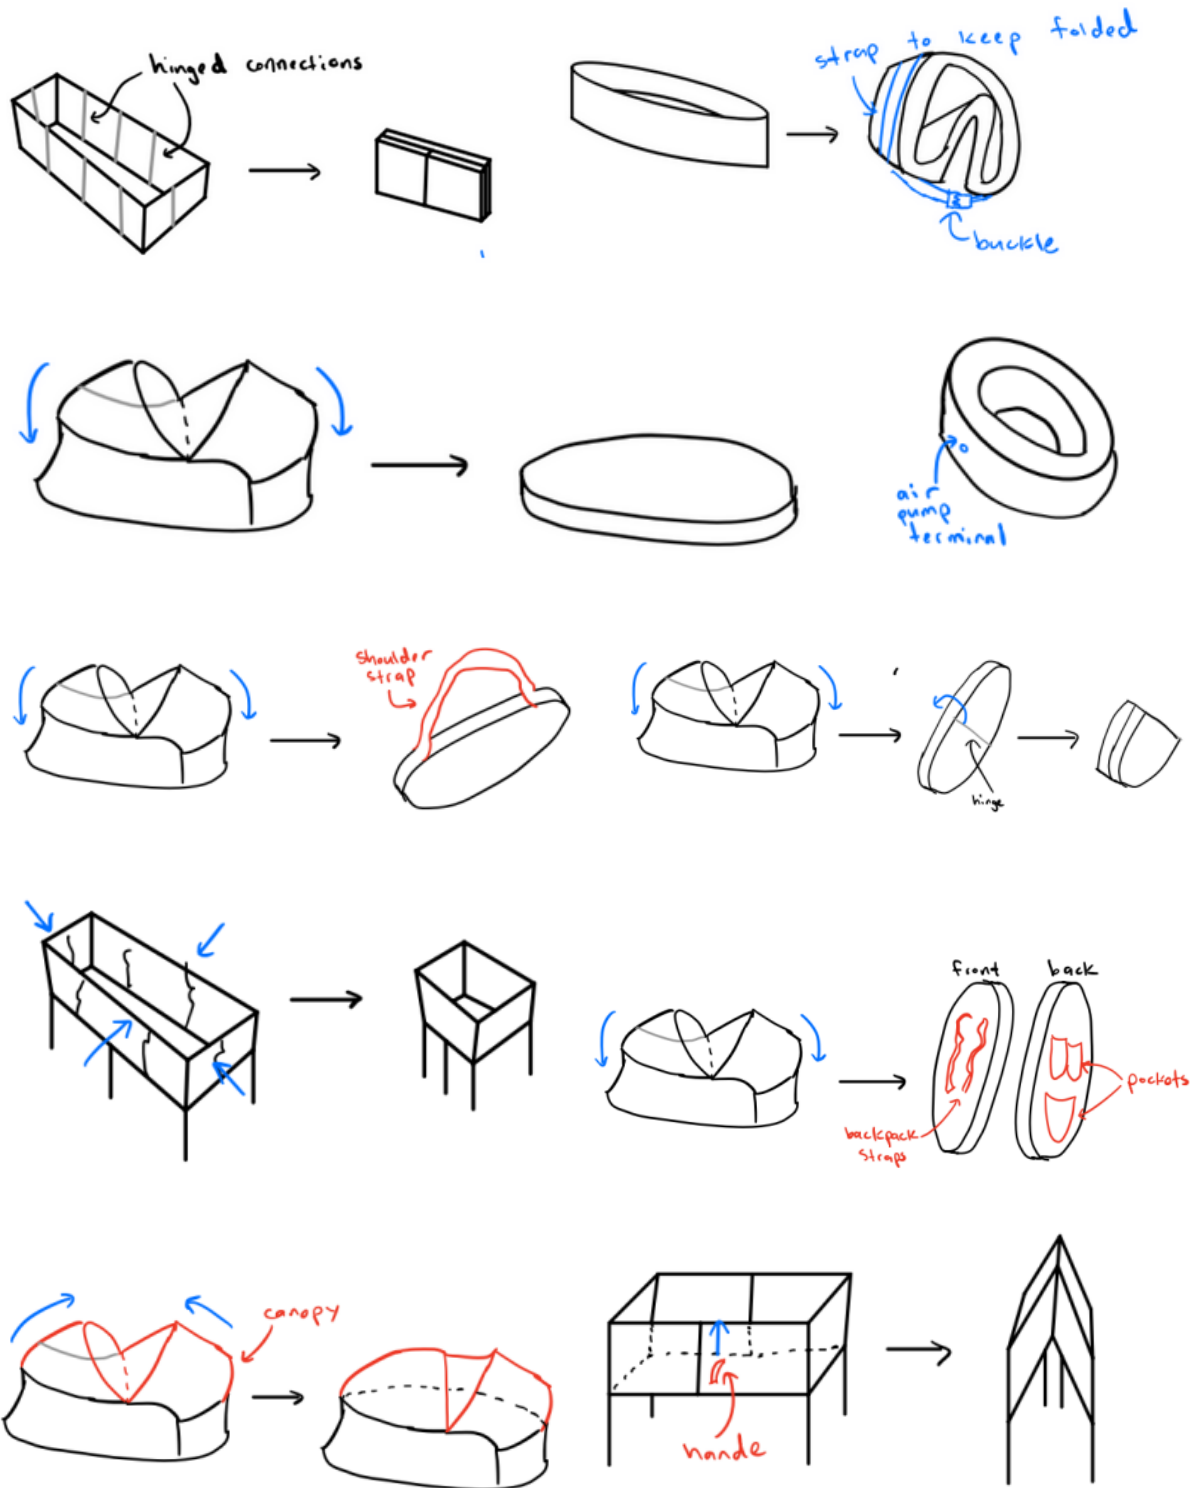 hinged connections
strap to keep folded
buckle
air
pump
terminal
shoulder
strap
hinge
front
back
pockets
backpack
straps
canopy
hande